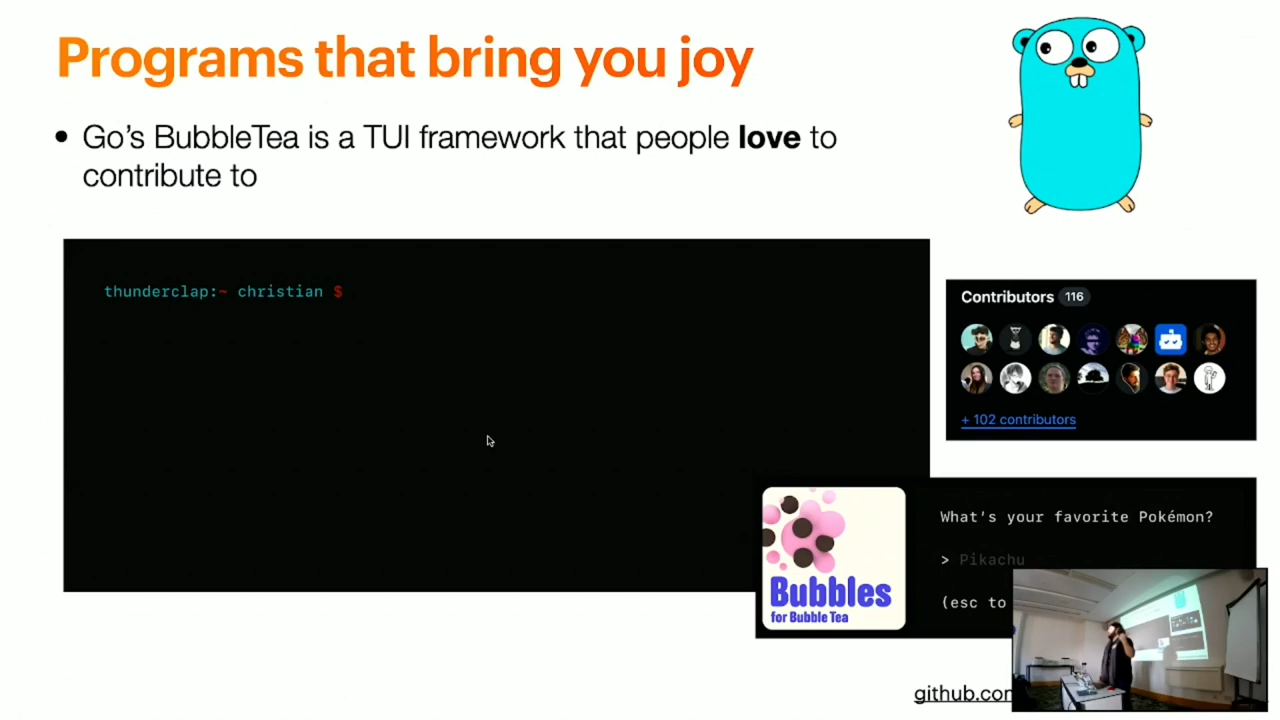 Programs that bring you joy
• Go’s BubbleTea is a TUI framework that people love to
contribute to
thunderclap:~ christian $
Contributors 116
+ 102 contributors
Bubbles
for Bubble Tea
What's your favorite Pokémon?
> Pikachu
(esc to
github.con